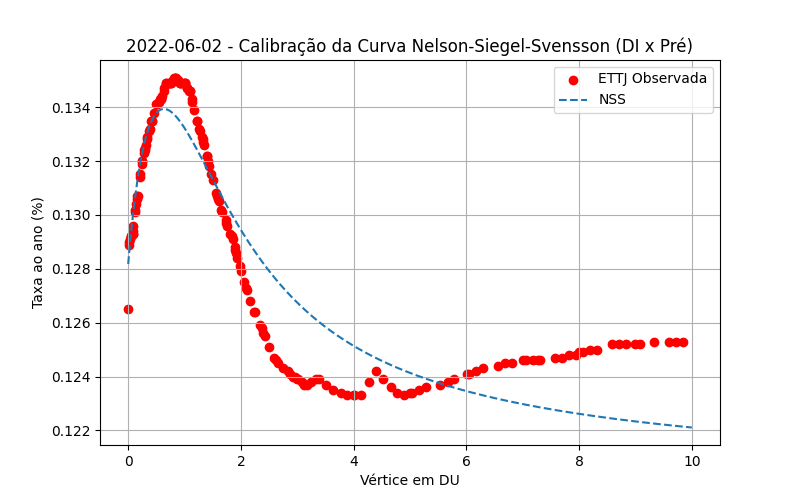 2022-06-02 - Calibração da Curva Nelson-Siegel-Svensson (DI x Pré)
ETTJ Observada
NSS
Taxa ao ano (%)
0.134
0.132
0.130
0.128
0.126
0.124
0.122
0 2 4 6 8 10
Vértice em DU